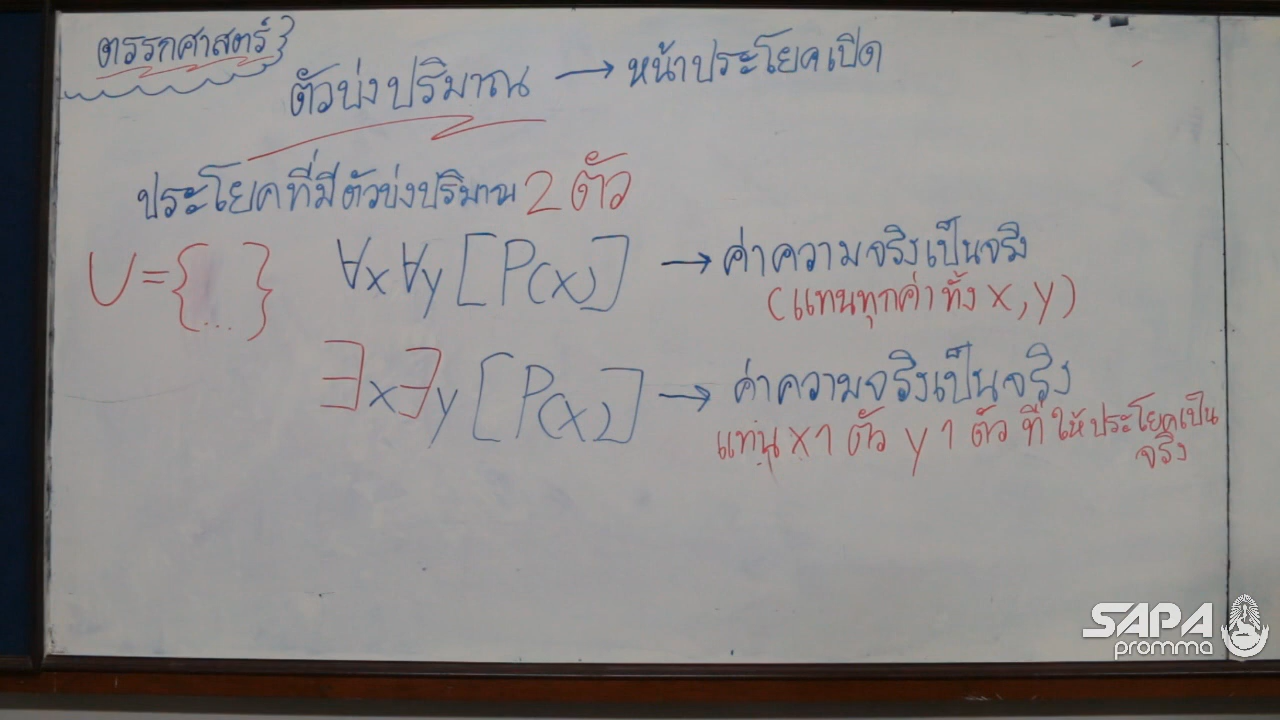 ตรรกศาสตร์
ตัวบ่งปริมาณ → หน้าประโยคเปิด
ประโยคที่มีตัวบ่งปริมาณ 2 ตัว
U = {...} ∀x ∀y [P(x)] → ค่าความจริงเป็นจริง
(แทนทุกค่าทั้ง x, y)
∃x∃y [P(x)] → ค่าความจริงเป็นจริง
แทน x 1 ตัว y 1 ตัว ที่ให้ประโยคเป็น
จริง
SAPA
promma